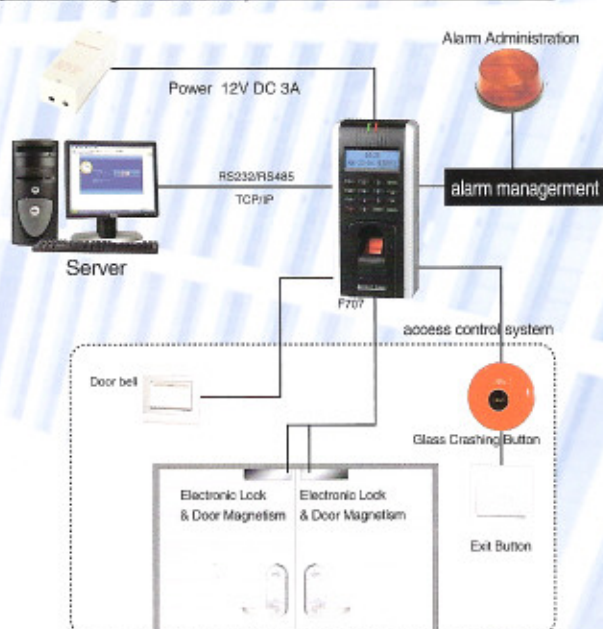 Alarm Administration
Power 12V DC 3A
RS232/RS485
TCP/IP
alarm managerment
Server
F707
access control system
Door bell
Glass Crashing Button
Electronic Lock
& Door Magnetism
Electronic Lock
& Door Magnetism
Exit Button